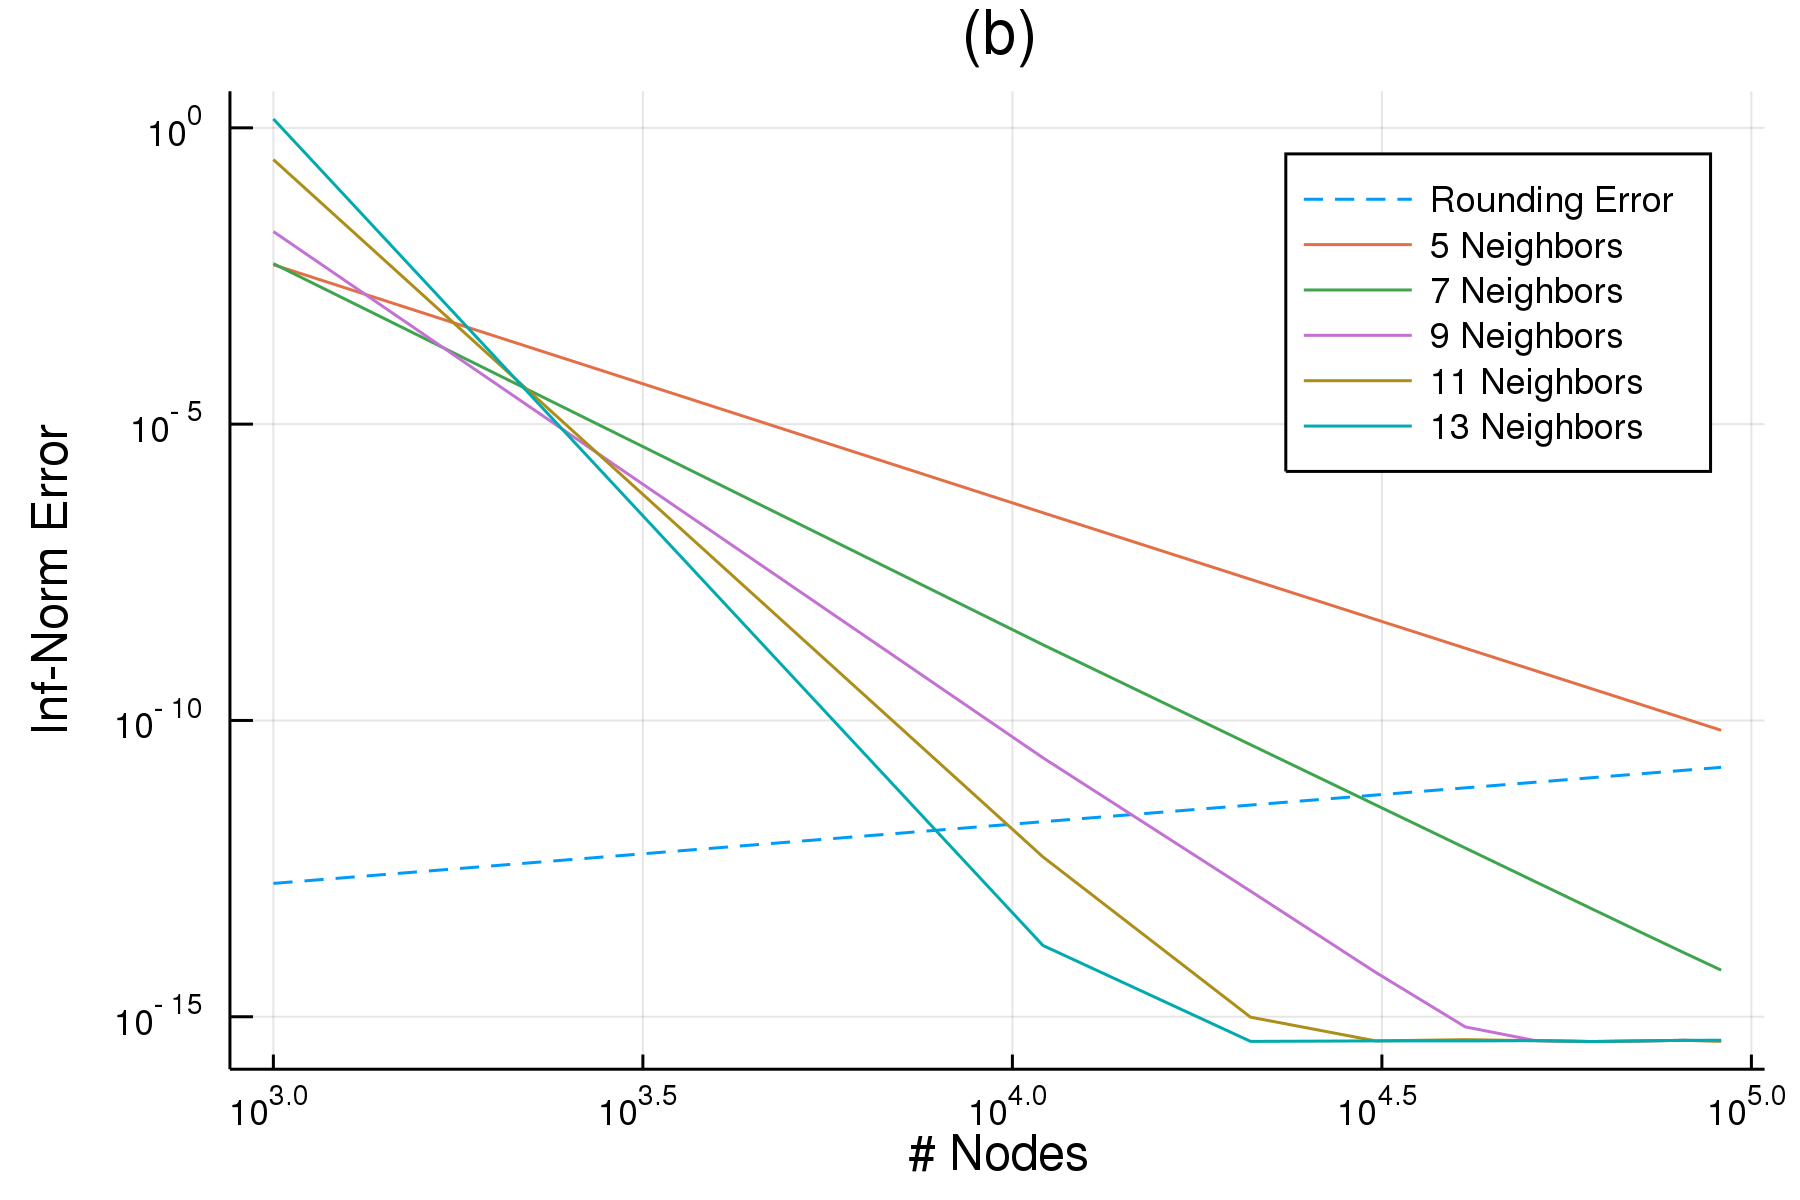 (b)
Inf-Norm Error
10^0
10^-5
10^-10
10^-15
Rounding Error
5 Neighbors
7 Neighbors
9 Neighbors
11 Neighbors
13 Neighbors
10^3.0
10^3.5
10^4.0
10^4.5
10^5.0
# Nodes